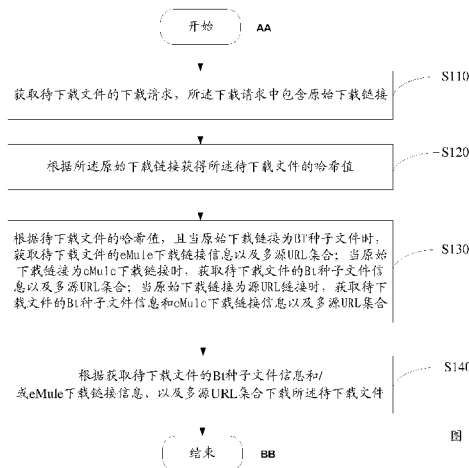 开始 AA
获取待下载文件的下载请求，所述下载请求中包含原始下载链接
S110
根据所述原始下载链接获得所述待下载文件的哈希值
S120
根据待下载文件的哈希值，且当原始下载链接为BT种子文件时，
获取待下载文件的eMule下载链接信息以及多源URL集合；当原始
下载链接为eMule下载链接时，获取待下载文件的Bt种子文件信
息以及多源URL集合；当原始下载链接为源URL链接时，获取待下
载文件的Bt种子文件信息和eMule下载链接信息以及多源URL集合
S130
根据获取待下载文件的Bt种子文件信息和/
或eMule下载链接信息、以及多源URL集合下载所述待下载文件
S140
结束 BB
图